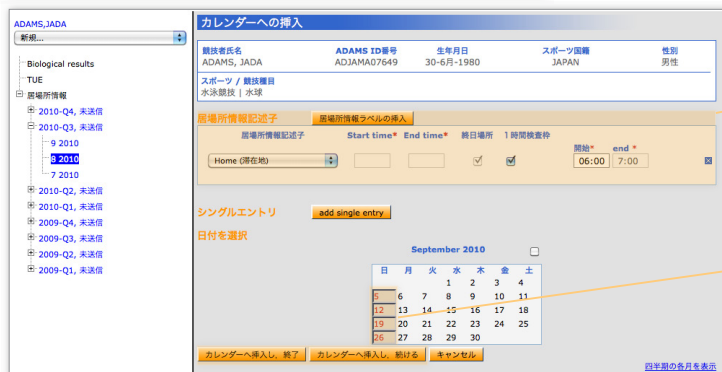 ADAMS,JADA
新規...
Biological results
TUE
居場所情報
2010-Q4, 未送信
2010-Q3, 未送信
9 2010
8 2010
7 2010
2010-Q2, 未送信
2010-Q1, 未送信
2009-Q4, 未送信
2009-Q3, 未送信
2009-Q2, 未送信
2009-Q1, 未送信
カレンダーへの挿入
競技者氏名 ADAMS ID番号 生年月日 スポーツ国籍 性別
ADAMS, JADA ADJAMA07649 30-6月-1980 JAPAN 男性
スポーツ / 競技種目
水泳競技 | 水球
居場所情報記述子 居場所情報ラベルの挿入
居場所情報記述子 Start time* End time* 終日場所 1時間検査枠
開始* end *
Home (滞在地) 06:00 7:00
シングルエントリ add single entry
日付を選択
September 2010
日 月 火 水 木 金 土
1 2 3 4
5 6 7 8 9 10 11
12 13 14 15 16 17 18
19 20 21 22 23 24 25
26 27 28 29 30
カレンダーへ挿入し、終了 カレンダーへ挿入し、続ける キャンセル
四半期の各月を表示